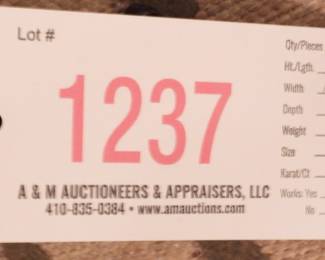 Lot #
1237
A & M AUCTIONEERS & APPRAISERS, LLC
410-835-0384 • www.amauctions.com
Qty/Pieces
Ht./Lgth.
Width
Depth
Weight
Size
Karat/Ct
Works: Yes
No